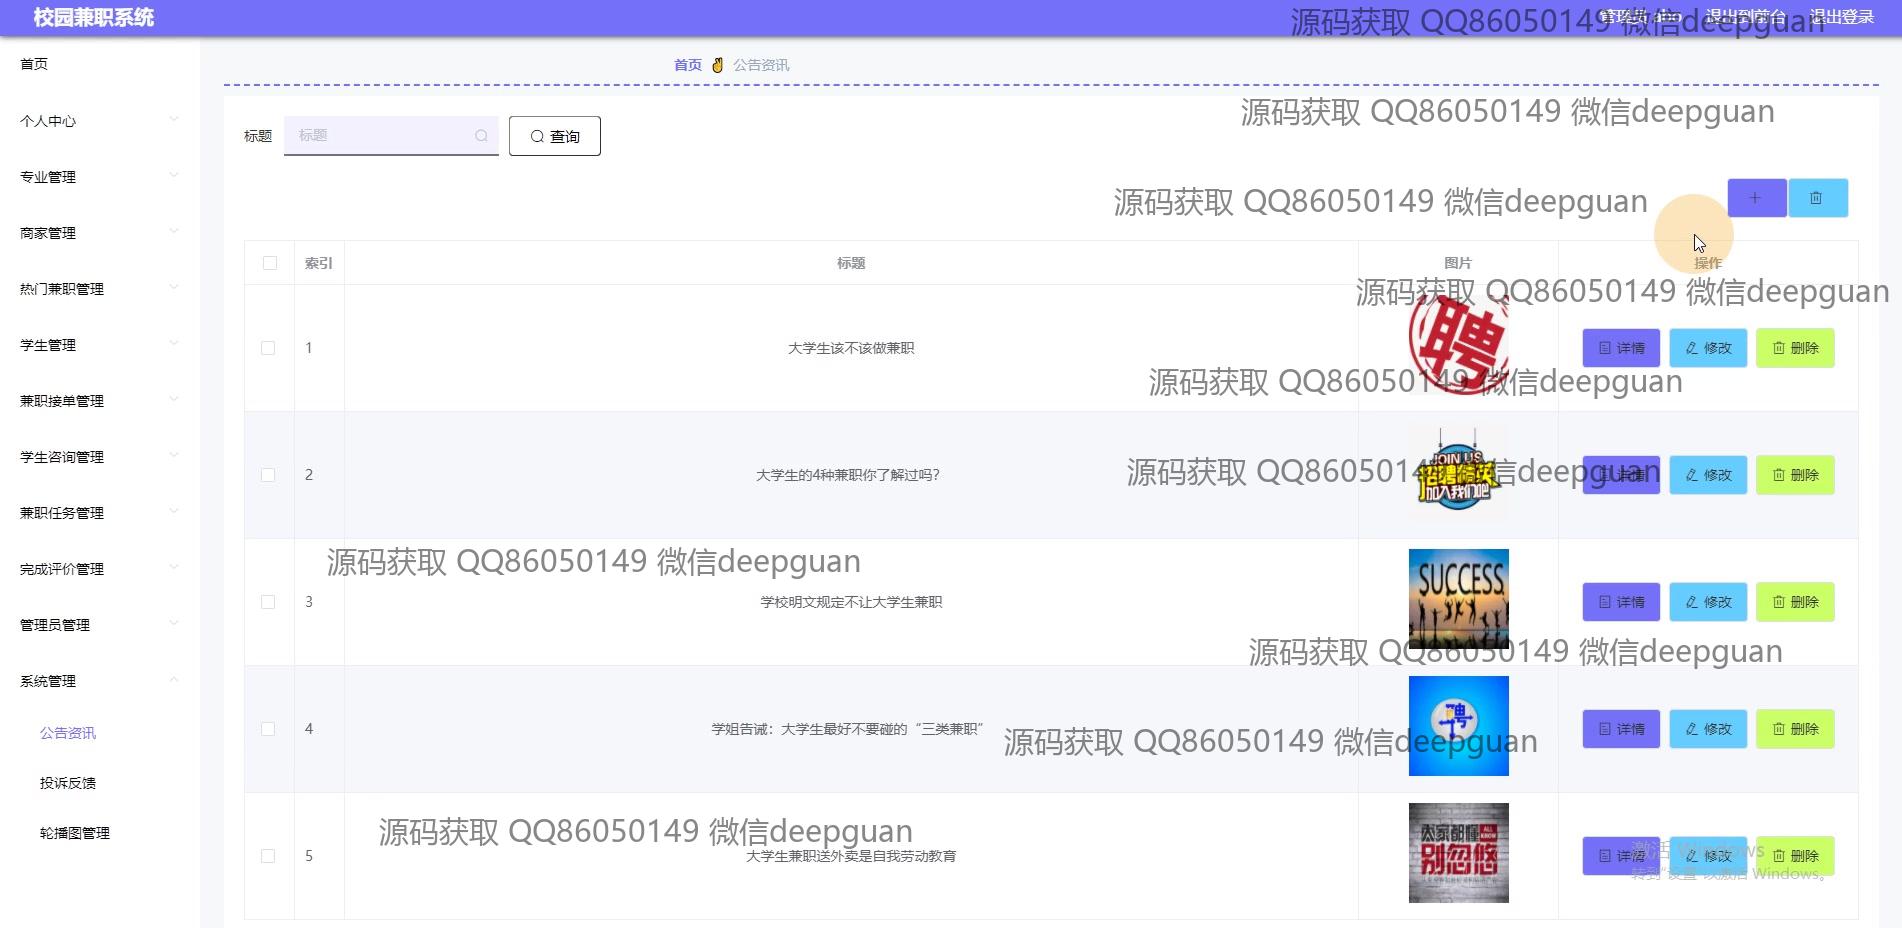 校园兼职系统
管理员 abo 退出到前台 退出登录
源码获取 QQ86050149 微信deepguan
首页
首页 公告资讯
个人中心
源码获取 QQ86050149 微信deepguan
标题 标题 查询
专业管理
源码获取 QQ86050149 微信deepguan
商家管理
索引 标题 图片 操作
热门兼职管理
源码获取 QQ86050149 微信deepguan
学生管理
1 大学生该不该做兼职 聘 详情 修改 删除
源码获取 QQ86050149 微信deepguan
兼职接单管理
学生咨询管理
JOIN US
招聘精英
加入我们吧
2 大学生的4种兼职你了解过吗? 详情 修改 删除
源码获取 QQ86050149 微信deepguan
兼职任务管理
源码获取 QQ86050149 微信deepguan
完成评价管理
SUCCESS
3 学校明文规定不让大学生兼职 详情 修改 删除
管理员管理
源码获取 QQ86050149 微信deepguan
系统管理
聘
4 学姐告诫：大学生最好不要碰的“三类兼职” 详情 修改 删除
公告资讯
源码获取 QQ86050149 微信deepguan
投诉反馈
轮播图管理
源码获取 QQ86050149 微信deepguan
大家都懂 ALL KNOW
别忽悠
5 大学生兼职送外卖是自我劳动教育 详情 修改 删除
激活 Windows
转到“设置”以激活 Windows。